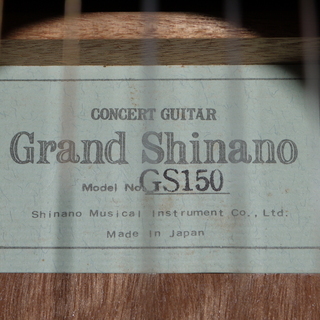 CONCERT GUITAR
Grand Shinano
Model No. GS150
Shinano Musical Instrument Co., Ltd.
Made in Japan